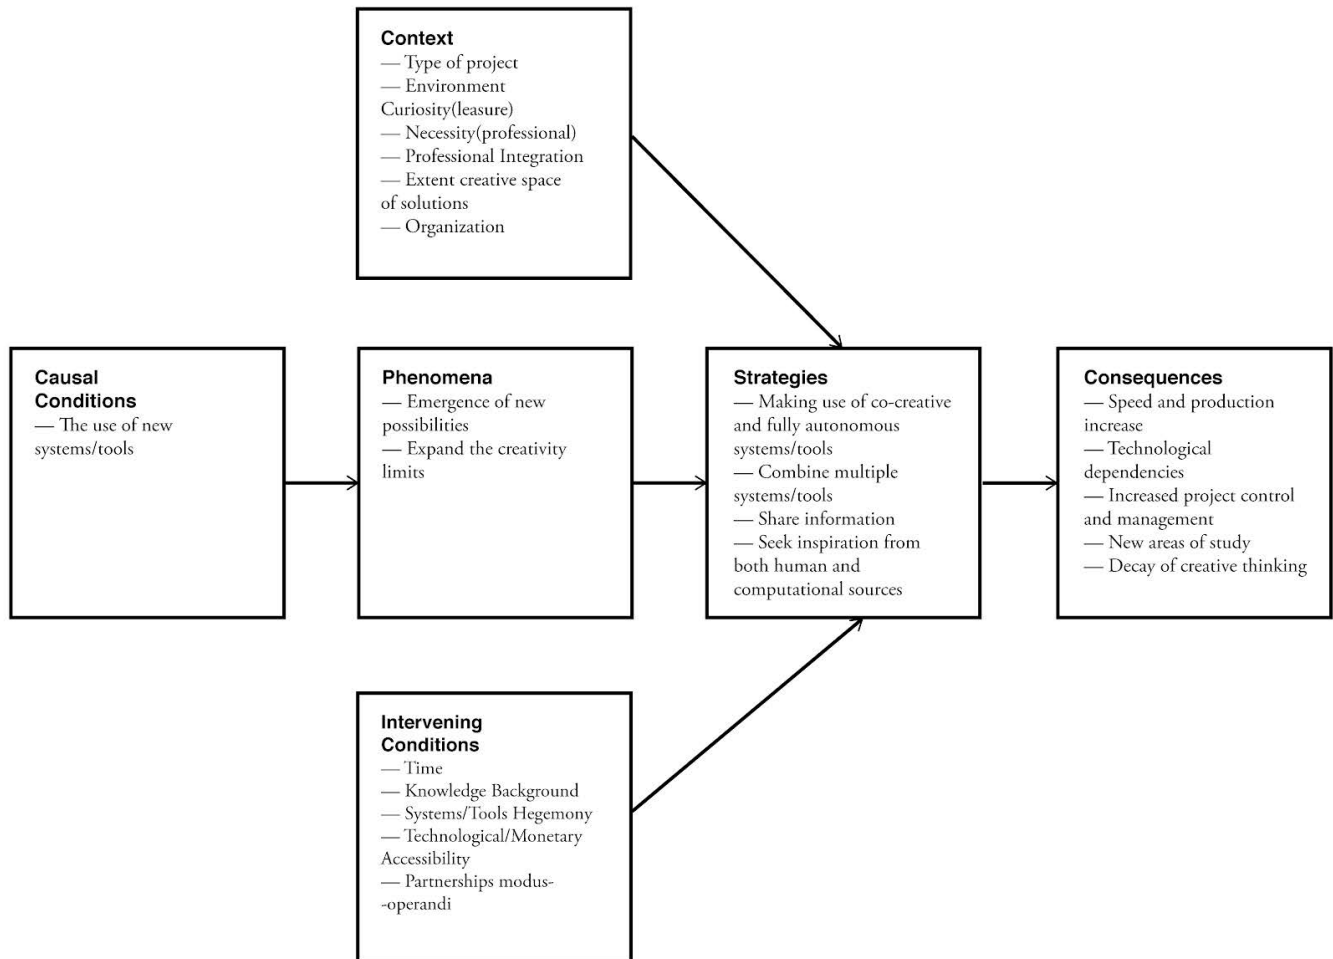 Context
— Type of project
— Environment
Curiosity(leasure)
— Necessity(professional)
— Professional Integration
— Extent creative space
of solutions
— Organization
Causal
Conditions
— The use of new
systems/tools
Phenomena
— Emergence of new
possibilities
— Expand the creativity
limits
Strategies
— Making use of co-creative
and fully autonomous
systems/tools
— Combine multiple
systems/tools
— Share information
— Seek inspiration from
both human and
computational sources
Consequences
— Speed and production
increase
— Technological
dependencies
— Increased project control
and management
— New areas of study
— Decay of creative thinking
Intervening
Conditions
— Time
— Knowledge Background
— Systems/Tools Hegemony
— Technological/Monetary
Accessibility
— Partnerships modus-
-operandi